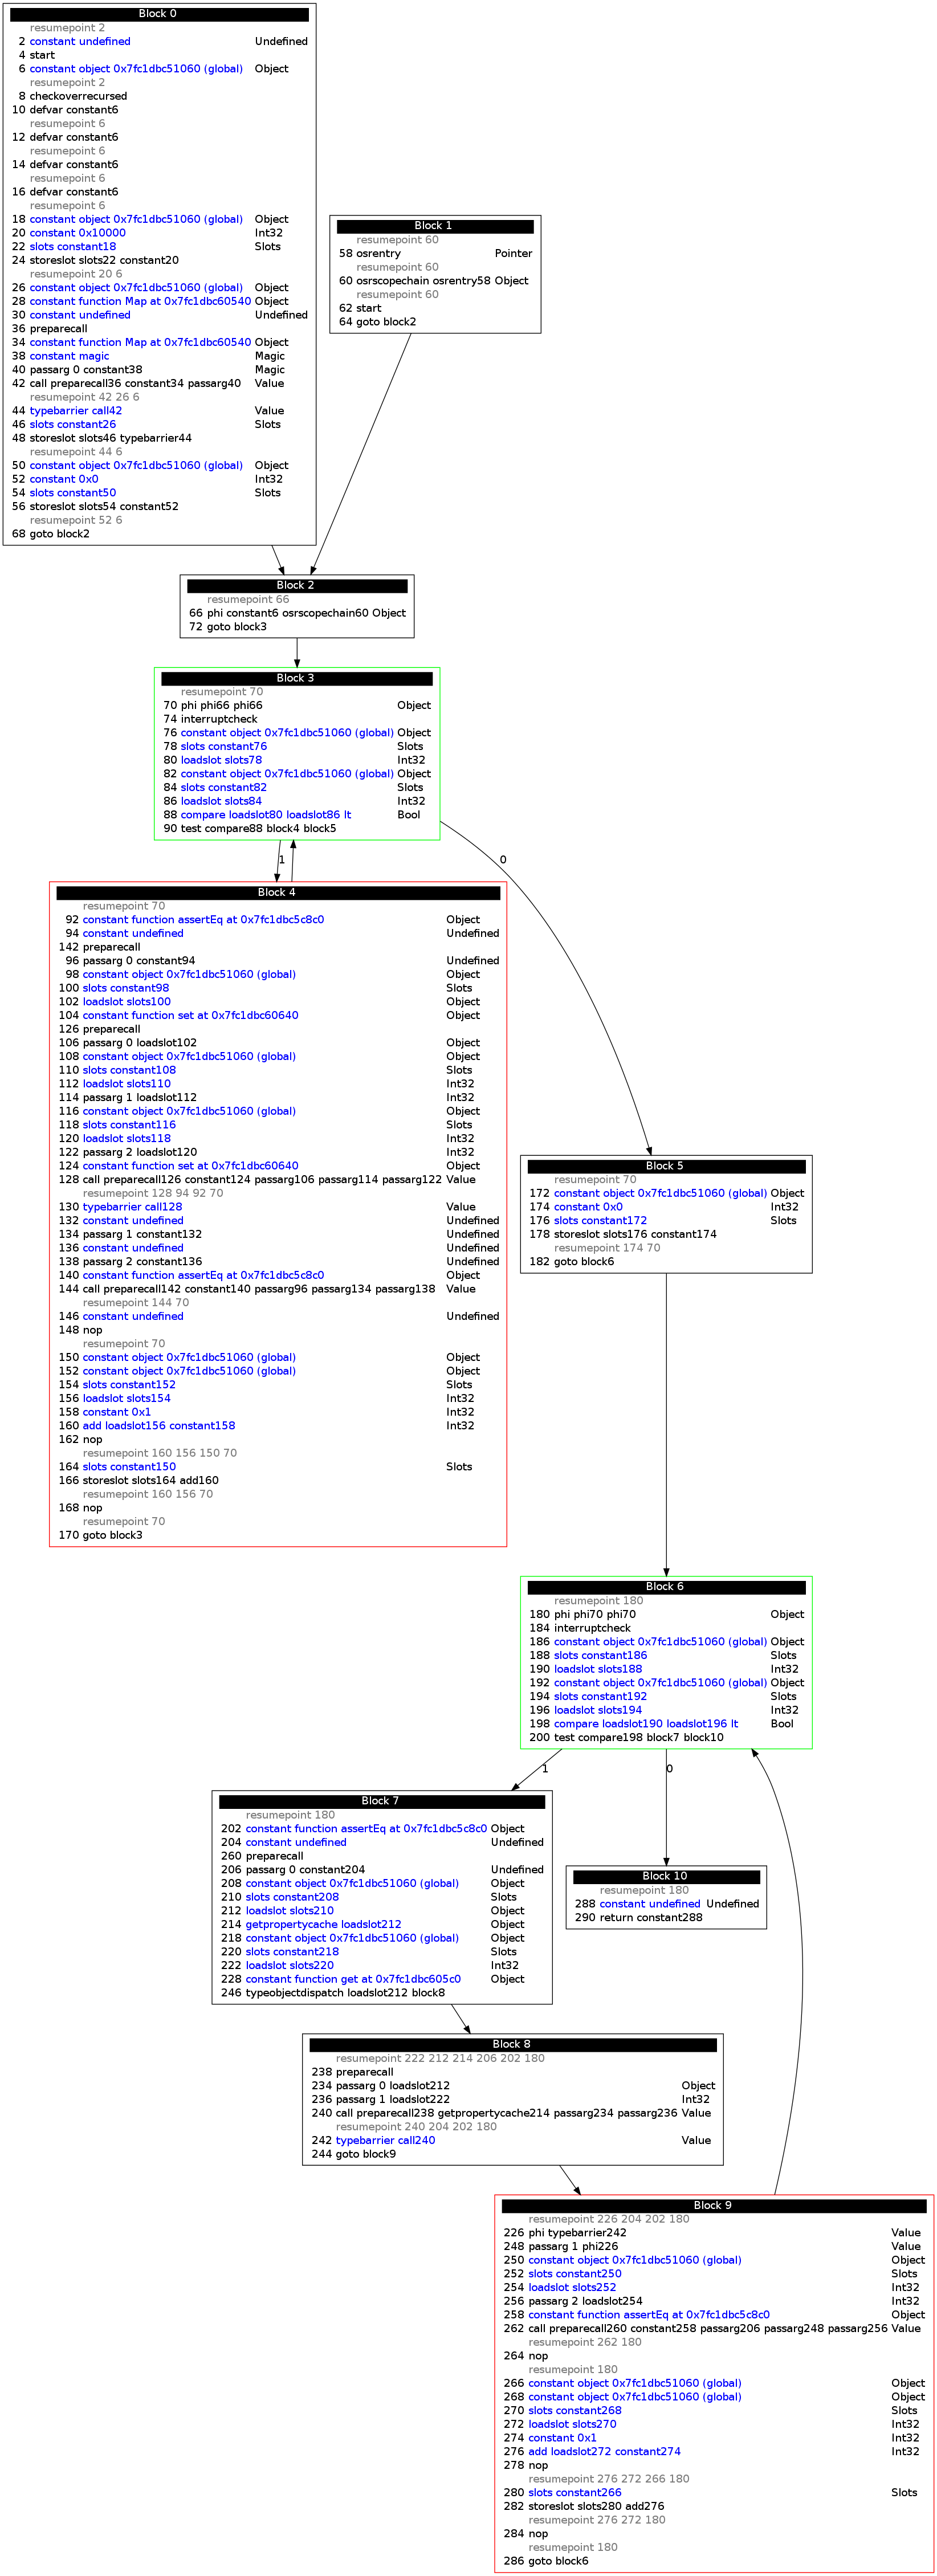 Block 0
resumepoint 2
2 constant undefined Undefined
4 start
6 constant object 0x7fc1dbc51060 (global) Object
resumepoint 2
8 checkoverrecursed
10 defvar constant6
resumepoint 6
12 defvar constant6
resumepoint 6
14 defvar constant6
resumepoint 6
16 defvar constant6
resumepoint 6
18 constant object 0x7fc1dbc51060 (global) Object
20 constant 0x10000 Int32
22 slots constant18 Slots
24 storeslot slots22 constant20
resumepoint 20 6
26 constant object 0x7fc1dbc51060 (global) Object
28 constant function Map at 0x7fc1dbc60540 Object
30 constant undefined Undefined
36 preparecall
34 constant function Map at 0x7fc1dbc60540 Object
38 constant magic Magic
40 passarg 0 constant38 Magic
42 call preparecall36 constant34 passarg40 Value
resumepoint 42 26 6
44 typebarrier call42 Value
46 slots constant26 Slots
48 storeslot slots46 typebarrier44
resumepoint 44 6
50 constant object 0x7fc1dbc51060 (global) Object
52 constant 0x0 Int32
54 slots constant50 Slots
56 storeslot slots54 constant52
resumepoint 52 6
68 goto block2
Block 1
resumepoint 60
58 osrentry Pointer
resumepoint 60
60 osrscopechain osrentry58 Object
resumepoint 60
62 start
64 goto block2
Block 2
resumepoint 66
66 phi constant6 osrscopechain60 Object
72 goto block3
Block 3
resumepoint 70
70 phi phi66 phi66 Object
74 interruptcheck
76 constant object 0x7fc1dbc51060 (global) Object
78 slots constant76 Slots
80 loadslot slots78 Int32
82 constant object 0x7fc1dbc51060 (global) Object
84 slots constant82 Slots
86 loadslot slots84 Int32
88 compare loadslot80 loadslot86 lt Bool
90 test compare88 block4 block5
1
0
Block 4
resumepoint 70
92 constant function assertEq at 0x7fc1dbc5c8c0 Object
94 constant undefined Undefined
142 preparecall
96 passarg 0 constant94 Undefined
98 constant object 0x7fc1dbc51060 (global) Object
100 slots constant98 Slots
102 loadslot slots100 Object
104 constant function set at 0x7fc1dbc60640 Object
126 preparecall
106 passarg 0 loadslot102 Object
108 constant object 0x7fc1dbc51060 (global) Object
110 slots constant108 Slots
112 loadslot slots110 Int32
114 passarg 1 loadslot112 Int32
116 constant object 0x7fc1dbc51060 (global) Object
118 slots constant116 Slots
120 loadslot slots118 Int32
122 passarg 2 loadslot120 Int32
124 constant function set at 0x7fc1dbc60640 Object
128 call preparecall126 constant124 passarg106 passarg114 passarg122 Value
resumepoint 128 94 92 70
130 typebarrier call128 Value
132 constant undefined Undefined
134 passarg 1 constant132 Undefined
136 constant undefined Undefined
138 passarg 2 constant136 Undefined
140 constant function assertEq at 0x7fc1dbc5c8c0 Object
144 call preparecall142 constant140 passarg96 passarg134 passarg138 Value
resumepoint 144 70
146 constant undefined Undefined
148 nop
resumepoint 70
150 constant object 0x7fc1dbc51060 (global) Object
152 constant object 0x7fc1dbc51060 (global) Object
154 slots constant152 Slots
156 loadslot slots154 Int32
158 constant 0x1 Int32
160 add loadslot156 constant158 Int32
162 nop
resumepoint 160 156 150 70
164 slots constant150 Slots
166 storeslot slots164 add160
resumepoint 160 156 70
168 nop
resumepoint 70
170 goto block3
Block 5
resumepoint 70
172 constant object 0x7fc1dbc51060 (global) Object
174 constant 0x0 Int32
176 slots constant172 Slots
178 storeslot slots176 constant174
resumepoint 174 70
182 goto block6
Block 6
resumepoint 180
180 phi phi70 phi70 Object
184 interruptcheck
186 constant object 0x7fc1dbc51060 (global) Object
188 slots constant186 Slots
190 loadslot slots188 Int32
192 constant object 0x7fc1dbc51060 (global) Object
194 slots constant192 Slots
196 loadslot slots194 Int32
198 compare loadslot190 loadslot196 lt Bool
200 test compare198 block7 block10
1
0
Block 7
resumepoint 180
202 constant function assertEq at 0x7fc1dbc5c8c0 Object
204 constant undefined Undefined
260 preparecall
206 passarg 0 constant204 Undefined
208 constant object 0x7fc1dbc51060 (global) Object
210 slots constant208 Slots
212 loadslot slots210 Object
214 getpropertycache loadslot212 Object
218 constant object 0x7fc1dbc51060 (global) Object
220 slots constant218 Slots
222 loadslot slots220 Int32
228 constant function get at 0x7fc1dbc605c0 Object
246 typeobjectdispatch loadslot212 block8
Block 10
resumepoint 180
288 constant undefined Undefined
290 return constant288
Block 8
resumepoint 222 212 214 206 202 180
238 preparecall
234 passarg 0 loadslot212 Object
236 passarg 1 loadslot222 Int32
240 call preparecall238 getpropertycache214 passarg234 passarg236 Value
resumepoint 240 204 202 180
242 typebarrier call240 Value
244 goto block9
Block 9
resumepoint 226 204 202 180
226 phi typebarrier242 Value
248 passarg 1 phi226 Value
250 constant object 0x7fc1dbc51060 (global) Object
252 slots constant250 Slots
254 loadslot slots252 Int32
256 passarg 2 loadslot254 Int32
258 constant function assertEq at 0x7fc1dbc5c8c0 Object
262 call preparecall260 constant258 passarg206 passarg248 passarg256 Value
resumepoint 262 180
264 nop
resumepoint 180
266 constant object 0x7fc1dbc51060 (global) Object
268 constant object 0x7fc1dbc51060 (global) Object
270 slots constant268 Slots
272 loadslot slots270 Int32
274 constant 0x1 Int32
276 add loadslot272 constant274 Int32
278 nop
resumepoint 276 272 266 180
280 slots constant266 Slots
282 storeslot slots280 add276
resumepoint 276 272 180
284 nop
resumepoint 180
286 goto block6